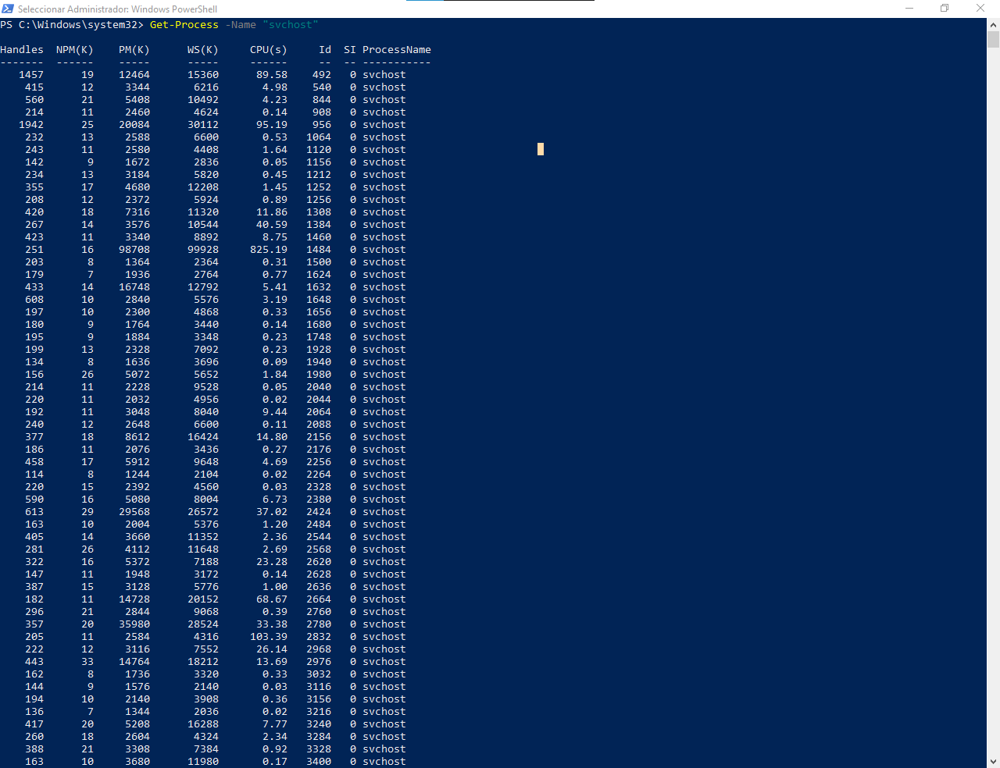 Seleccionar Administrador: Windows PowerShell
PS C:\Windows\system32> Get-Process -Name "svchost"
Handles NPM(K) PM(K) WS(K) CPU(s) Id SI ProcessName
------- ------ ----- ----- ------ -- -- -----------
1457 19 12464 15360 89.58 492 0 svchost
415 12 3344 6216 4.98 540 0 svchost
560 21 5408 10492 4.23 844 0 svchost
214 11 2460 4624 0.14 908 0 svchost
1942 25 20084 30112 95.19 956 0 svchost
232 13 2588 6600 0.53 1064 0 svchost
243 11 2580 4408 1.64 1120 0 svchost
142 9 1672 2836 0.05 1156 0 svchost
234 13 3184 5820 0.45 1212 0 svchost
355 17 4680 12208 1.45 1252 0 svchost
208 12 2372 5924 0.89 1256 0 svchost
420 18 7316 11320 11.86 1308 0 svchost
267 14 3576 10544 40.59 1384 0 svchost
423 11 3340 8892 8.75 1460 0 svchost
251 16 98708 99928 825.19 1484 0 svchost
203 8 1364 2364 0.31 1500 0 svchost
179 7 1936 2764 0.77 1624 0 svchost
433 14 16748 12792 5.41 1632 0 svchost
608 10 2840 5576 3.19 1648 0 svchost
197 10 2300 4868 0.33 1656 0 svchost
180 9 1764 3440 0.14 1680 0 svchost
195 9 1884 3348 0.23 1748 0 svchost
199 13 2328 7092 0.23 1928 0 svchost
134 8 1636 3696 0.09 1940 0 svchost
156 26 5072 5652 1.84 1980 0 svchost
214 11 2228 9528 0.05 2040 0 svchost
220 11 2032 4956 0.02 2044 0 svchost
192 11 3048 8040 9.44 2064 0 svchost
240 12 2648 6600 0.11 2088 0 svchost
377 18 8612 16424 14.80 2156 0 svchost
186 11 2076 3436 0.27 2176 0 svchost
458 17 5912 9648 4.69 2256 0 svchost
114 8 1244 2104 0.02 2264 0 svchost
220 15 2392 4560 0.03 2328 0 svchost
590 16 5080 8004 6.73 2380 0 svchost
613 29 29568 26572 37.02 2424 0 svchost
163 10 2004 5376 1.20 2484 0 svchost
405 14 3660 11352 2.36 2544 0 svchost
281 26 4112 11648 2.69 2568 0 svchost
322 16 5372 7188 23.28 2620 0 svchost
147 11 1948 3172 0.14 2628 0 svchost
387 15 3128 5776 1.00 2636 0 svchost
182 11 14728 20152 68.67 2664 0 svchost
296 21 2844 9068 0.39 2760 0 svchost
357 20 35980 28524 33.38 2780 0 svchost
205 11 2584 4316 103.39 2832 0 svchost
222 12 3116 7552 26.14 2968 0 svchost
443 33 14764 18212 13.69 2976 0 svchost
162 8 1736 3320 0.33 3032 0 svchost
144 9 1576 2140 0.03 3116 0 svchost
194 10 2140 3908 0.36 3156 0 svchost
136 7 1344 2036 0.02 3216 0 svchost
417 20 5208 16288 7.77 3240 0 svchost
260 18 2604 4324 2.34 3284 0 svchost
388 21 3308 7384 0.92 3328 0 svchost
163 10 3680 11980 0.17 3400 0 svchost